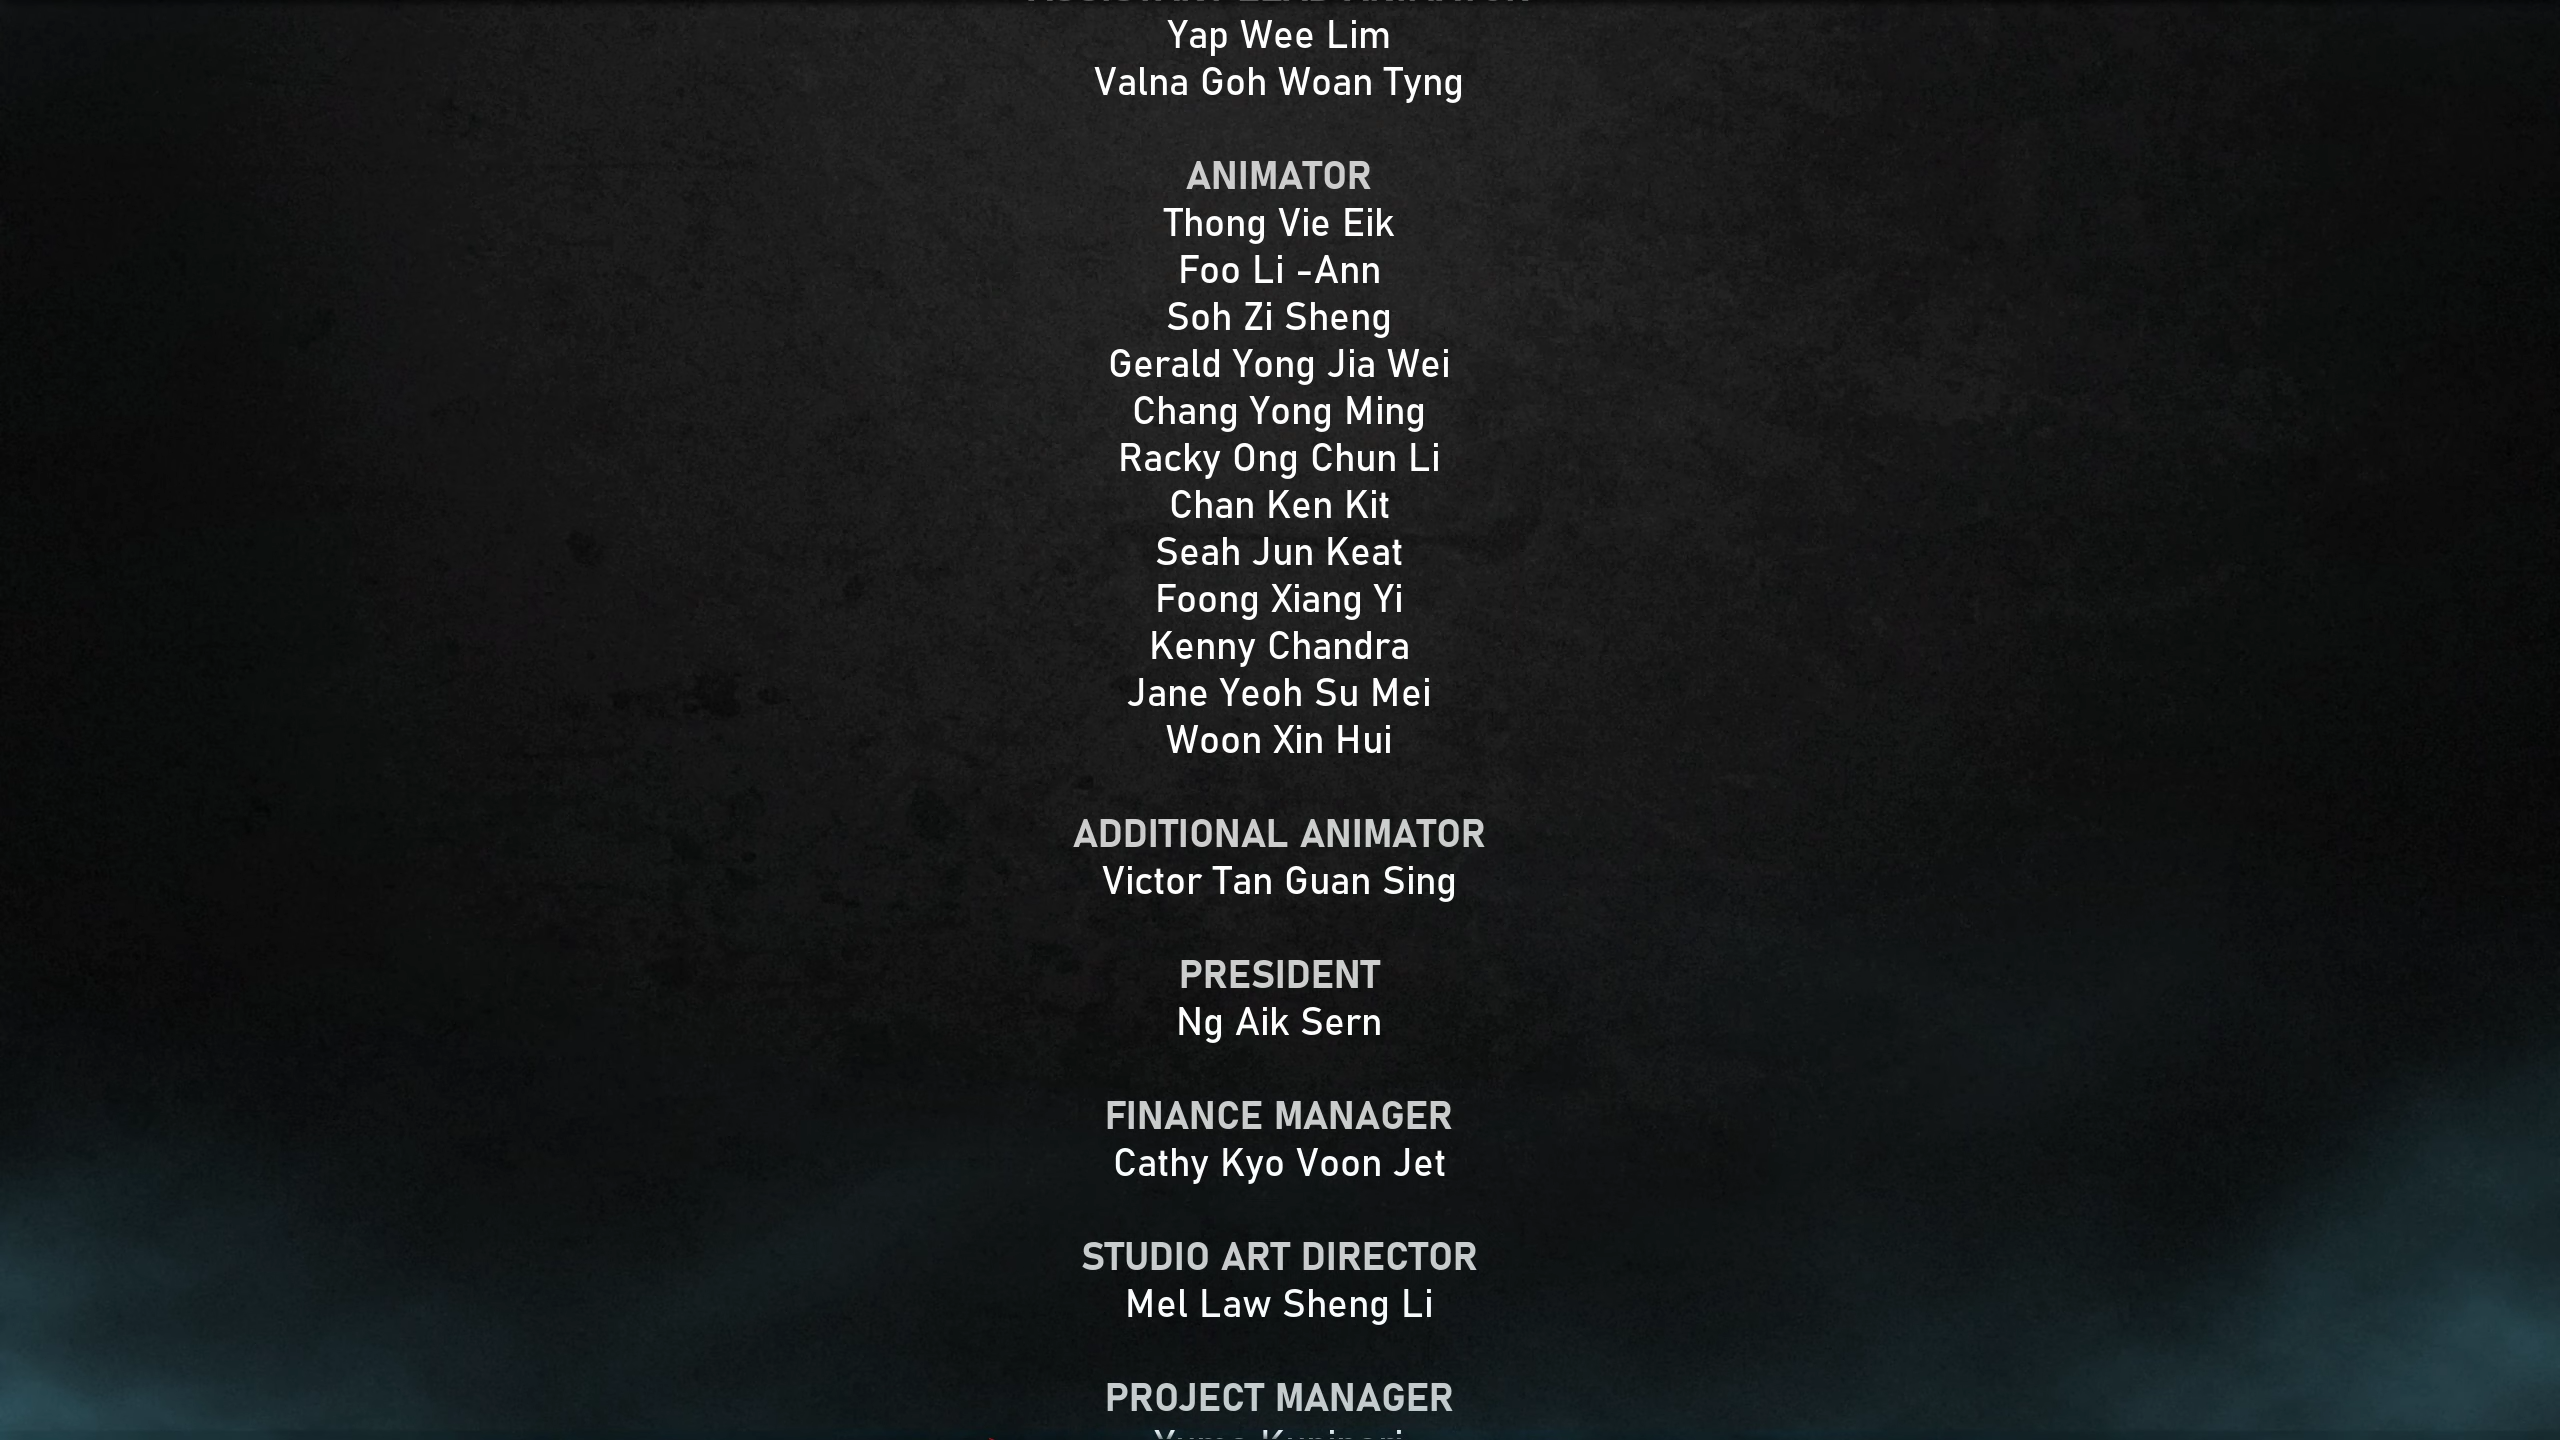 Yap Wee Lim
Valna Goh Woan Tyng
ANIMATOR
Thong Vie Eik
Foo Li -Ann
Soh Zi Sheng
Gerald Yong Jia Wei
Chang Yong Ming
Racky Ong Chun Li
Chan Ken Kit
Seah Jun Keat
Foong Xiang Yi
Kenny Chandra
Jane Yeoh Su Mei
Woon Xin Hui
ADDITIONAL ANIMATOR
Victor Tan Guan Sing
PRESIDENT
Ng Aik Sern
FINANCE MANAGER
Cathy Kyo Voon Jet
STUDIO ART DIRECTOR
Mel Law Sheng Li
PROJECT MANAGER